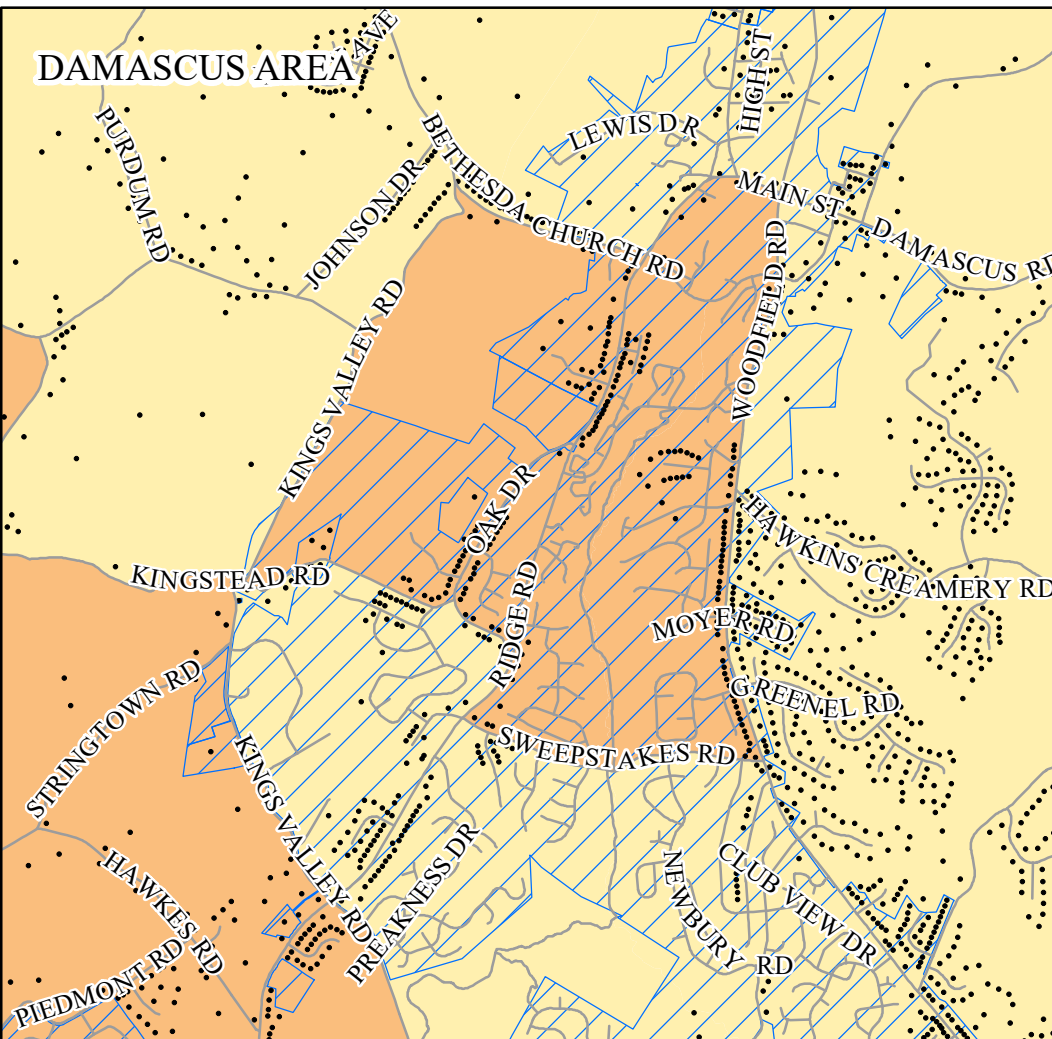 AVE
DAMASCUS AREA
HIGH ST
LEWIS DR
PURDUM RD
BETHESDA CHURCH RD
JOHNSON DR
MAIN ST
DAMASCUS RD
WOODFIELD RD
KINGS VALLEY RD
OAK DR
HAWKINS CREAMERY RD
KINGSTEAD RD
RIDGE RD
MOYER RD
STRINGTOWN RD
GREENEL RD
SWEEPSTAKES RD
KINGS VALLEY RD
HAWKES RD
PREAKNESS DR
NEWBURY RD
CLUB VIEW DR
PIEDMONT RD